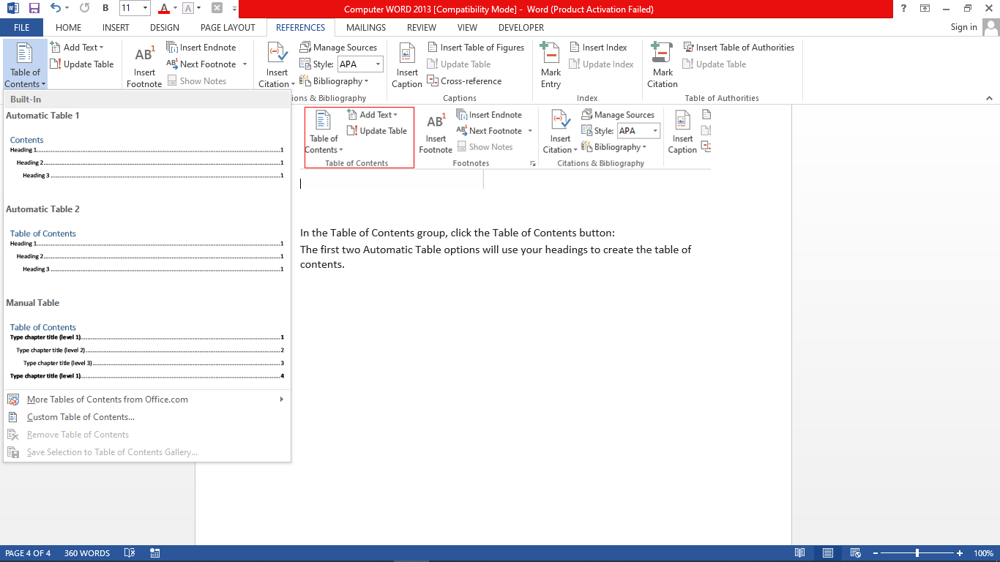 B 11 A A Computer WORD 2013 [Compatibility Mode] - Word (Product Activation Failed) ?
FILE HOME INSERT DESIGN PAGE LAYOUT REFERENCES MAILINGS REVIEW VIEW DEVELOPER Sign in
Table of
Contents
Add Text
Update Table
AB1
Insert
Footnote
Insert Endnote
AB1 Next Footnote
Show Notes
Insert
Citation
Manage Sources
Style: APA
Bibliography
ons & Bibliography
Insert
Caption
Insert Table of Figures
Update Table
Cross-reference
Captions
Mark
Entry
Insert Index
Update Index
Index
Mark
Citation
Insert Table of Authorities
Update Table
Table of Authorities
Built-In
Automatic Table 1
Contents
Heading 1...1
Heading 2...1
Heading 3...1
Automatic Table 2
Table of Contents
Heading 1...1
Heading 2...1
Heading 3...1
Manual Table
Table of Contents
Type chapter title (level 1)...1
Type chapter title (level 2)...2
Type chapter title (level 3)...3
Type chapter title (level 1)...4
More Tables of Contents from Office.com
Custom Table of Contents...
Remove Table of Contents
Save Selection to Table of Contents Gallery...
Table of
Contents
Add Text
Update Table
Table of Contents
AB1
Insert
Footnote
Insert Endnote
AB1 Next Footnote
Show Notes
Footnotes
Insert
Citation
Manage Sources
Style: APA
Bibliography
Citations & Bibliography
Insert
Caption
In the Table of Contents group, click the Table of Contents button:
The first two Automatic Table options will use your headings to create the table of
contents.
PAGE 4 OF 4 360 WORDS 100%